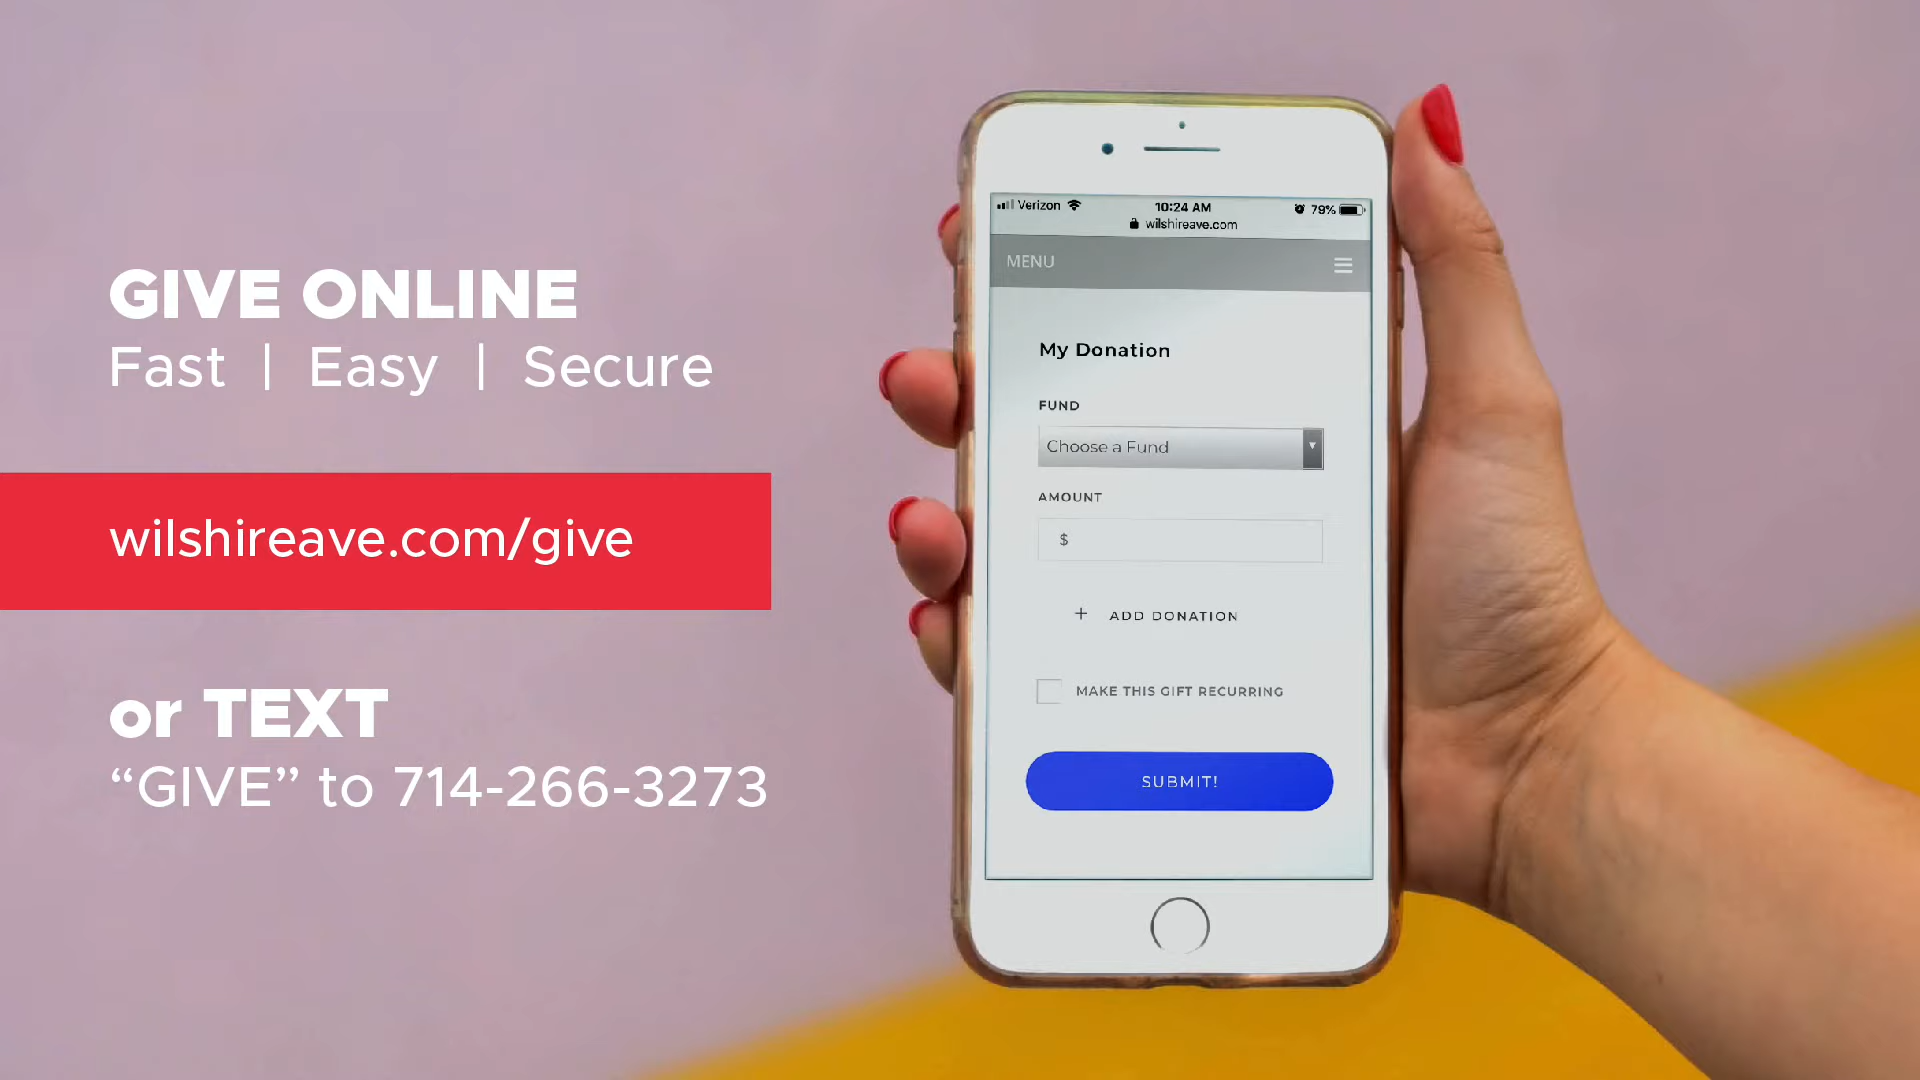 GIVE ONLINE
Fast | Easy | Secure
wilshireave.com/give
or TEXT
“GIVE” to 714-266-3273
Verizon 10:24 AM 79%
wilshireave.com
MENU
My Donation
FUND
Choose a Fund
AMOUNT
$
+ ADD DONATION
MAKE THIS GIFT RECURRING
SUBMIT!